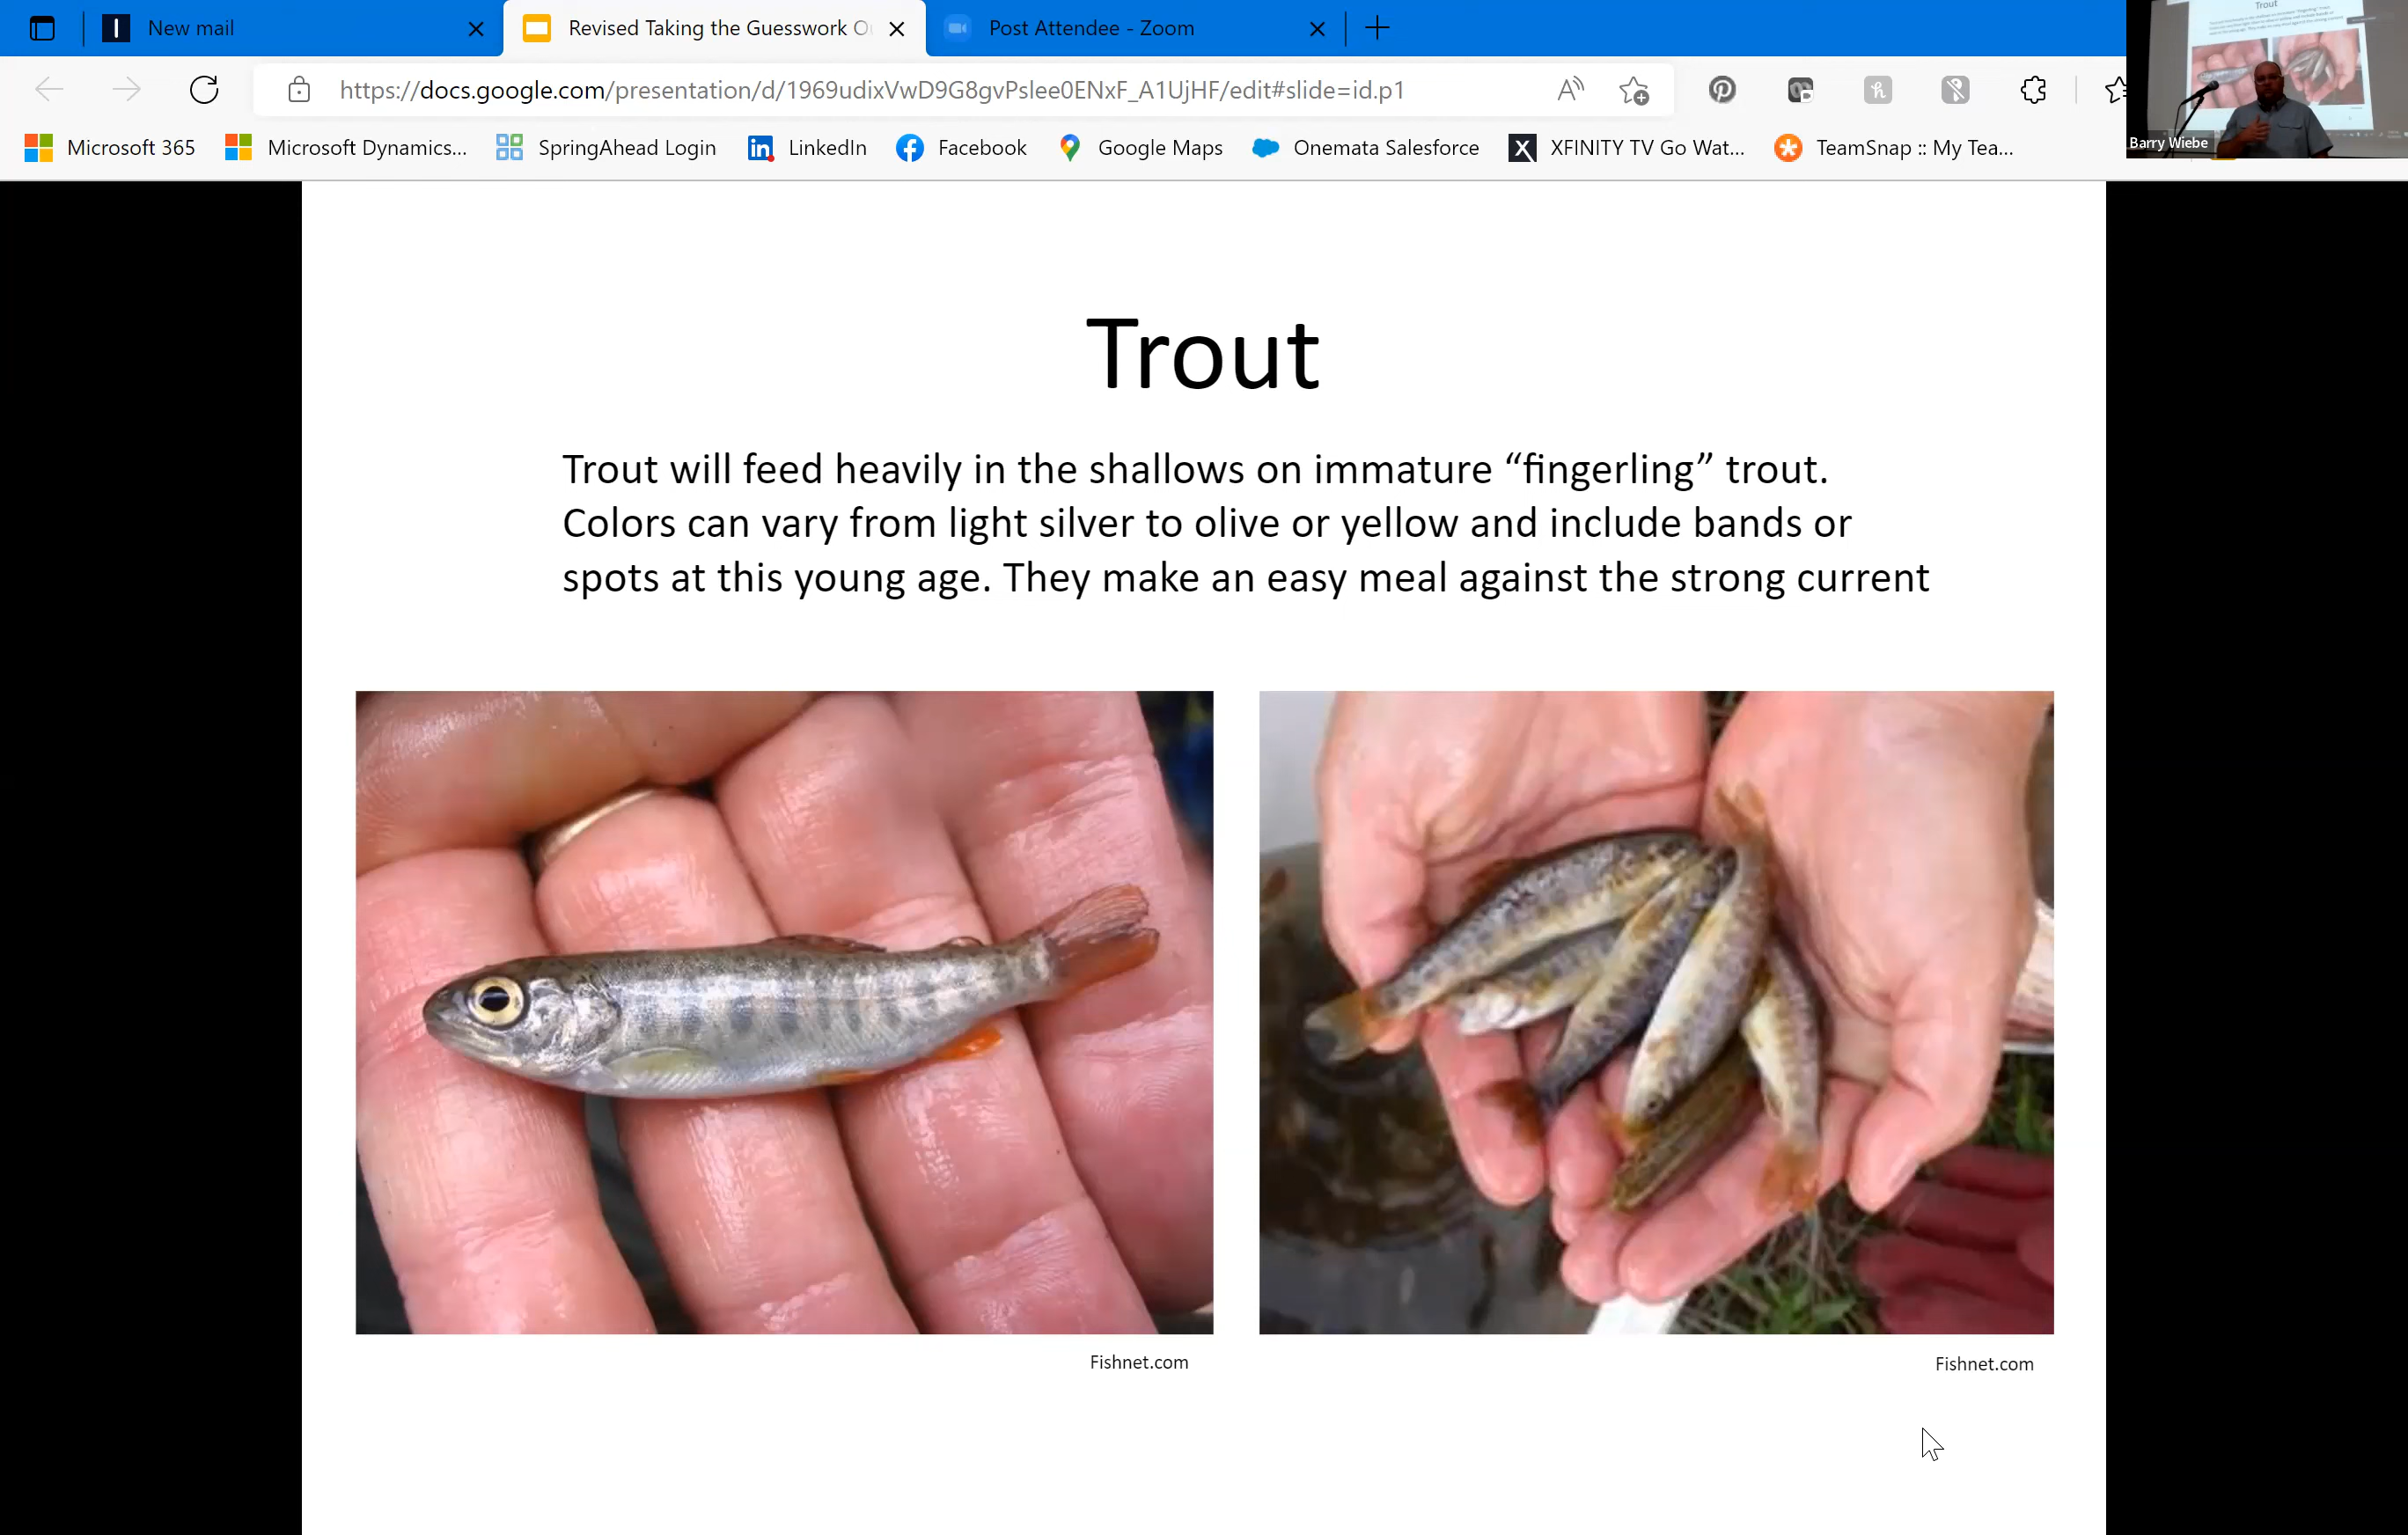 New mail
Revised Taking the Guesswork O
Post Attendee - Zoom
https://docs.google.com/presentation/d/1969udixVwD9G8gvPslee0ENxF_A1UjHF/edit#slide=id.p1
Microsoft 365
Microsoft Dynamics...
SpringAhead Login
LinkedIn
Facebook
Google Maps
Onemata Salesforce
XFINITY TV Go Wat...
TeamSnap :: My Tea...
Trout
Barry Wiebe
Trout
Trout will feed heavily in the shallows on immature “fingerling” trout.
Colors can vary from light silver to olive or yellow and include bands or
spots at this young age. They make an easy meal against the strong current
Fishnet.com
Fishnet.com